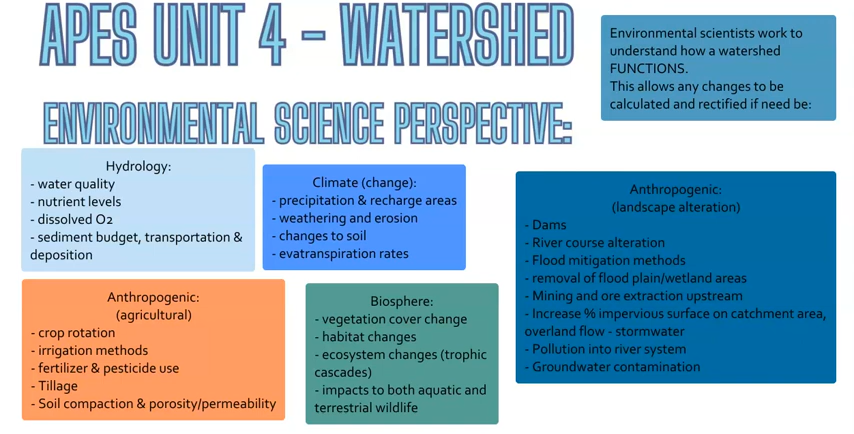 APES UNIT 4 - WATERSHED
ENVIRONMENTAL SCIENCE PERSPECTIVE:
Environmental scientists work to
understand how a watershed
FUNCTIONS.
This allows any changes to be
calculated and rectified if need be:
Hydrology:
- water quality
- nutrient levels
- dissolved O2
- sediment budget, transportation &
deposition
Climate (change):
- precipitation & recharge areas
- weathering and erosion
- changes to soil
- evatranspiration rates
Anthropogenic:
(landscape alteration)
- Dams
- River course alteration
- Flood mitigation methods
- removal of flood plain/wetland areas
- Mining and ore extraction upstream
- Increase % impervious surface on catchment area,
overland flow - stormwater
- Pollution into river system
- Groundwater contamination
Anthropogenic:
(agricultural)
- crop rotation
- irrigation methods
- fertilizer & pesticide use
- Tillage
- Soil compaction & porosity/permeability
Biosphere:
- vegetation cover change
- habitat changes
- ecosystem changes (trophic
cascades)
- impacts to both aquatic and
terrestrial wildlife